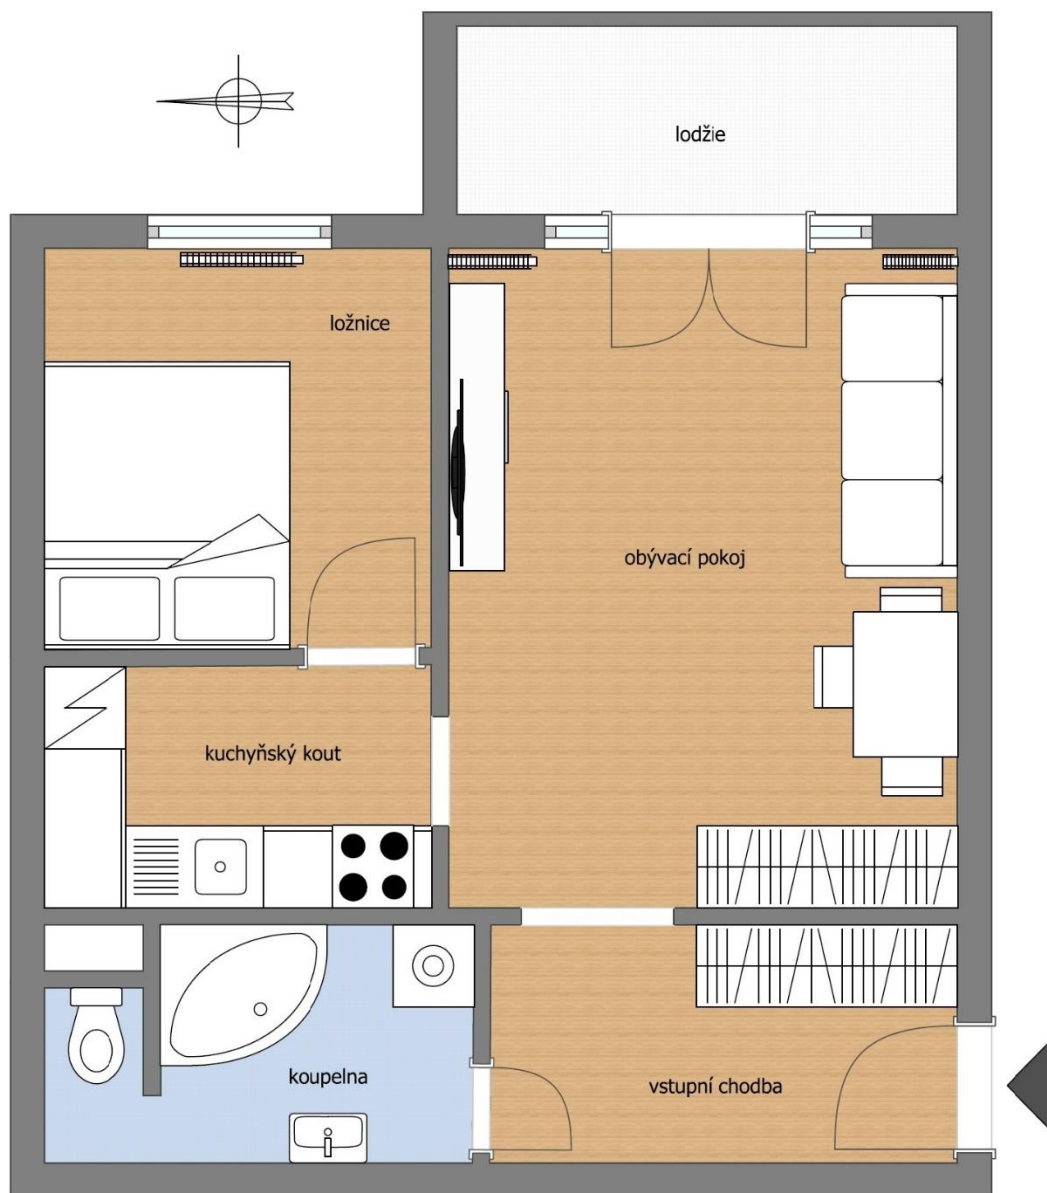 lodžie
ložnice
obývací pokoj
kuchyňský kout
koupelna
vstupní chodba